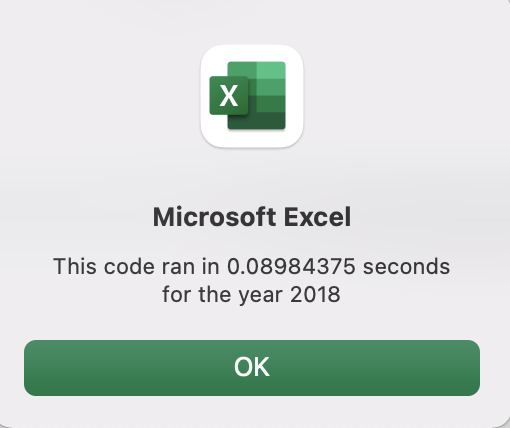 X
Microsoft Excel
This code ran in 0.08984375 seconds
for the year 2018
OK